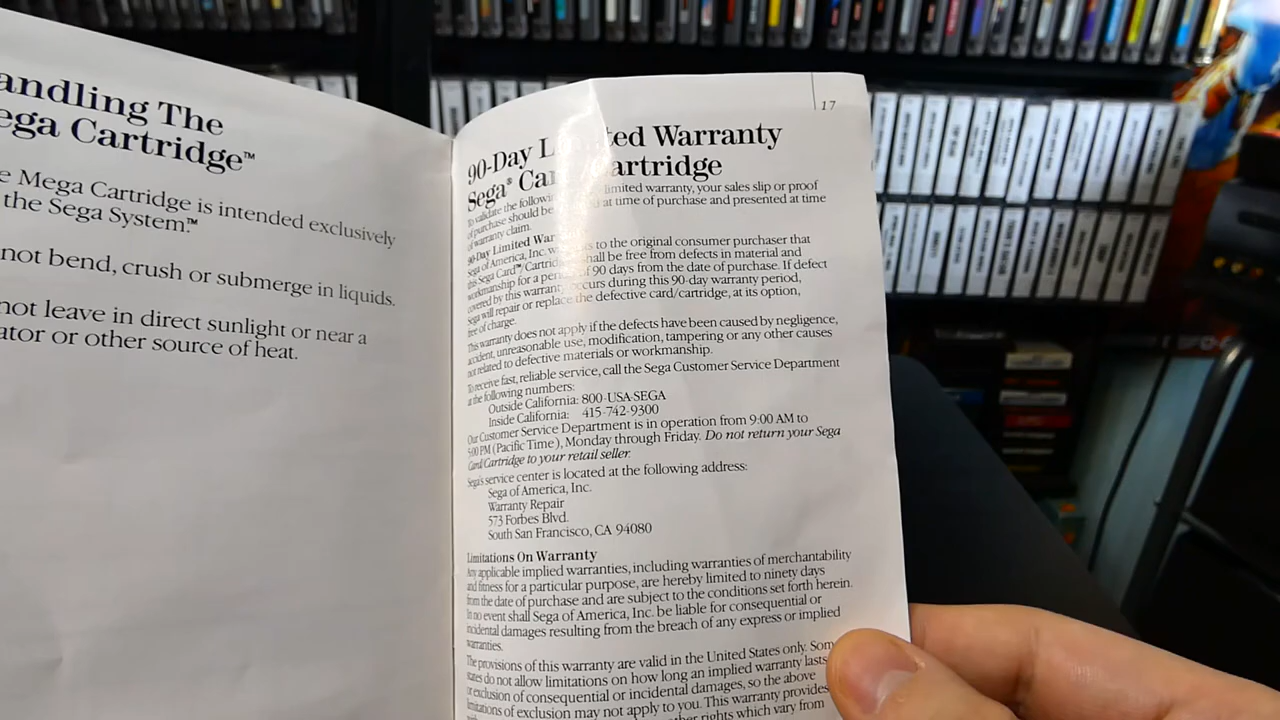 andling The
ega Cartridge™
e Mega Cartridge is intended exclusively
the Sega System.™
not bend, crush or submerge in liquids.
not leave in direct sunlight or near a
ator or other source of heat.
17
90-Day L ted Warranty
Sega® Ca artridge
To validate the followi limited warranty, your sales slip or proof
of purchase should be at time of purchase and presented at time
of warranty claim.
90-Day Limited War
Sega of America, Inc. w s to the original consumer purchaser that
this Sega Card™/Cartrid shall be free from defects in material and
workmanship for a peri of 90 days from the date of purchase. If defect
covered by this warranty occurs during this 90-day warranty period,
Sega will repair or replace the defective card/cartridge, at its option,
free of charge.
This warranty does not apply if the defects have been caused by negligence,
accident, unreasonable use, modification, tampering or any other causes
not related to defective materials or workmanship.
To receive fast, reliable service, call the Sega Customer Service Department
at the following numbers:
Outside California: 800-USA-SEGA
Inside California: 415-742-9300
Our Customer Service Department is in operation from 9:00 AM to
5:00 PM (Pacific Time), Monday through Friday. Do not return your Sega
Card/Cartridge to your retail seller.
Sega's service center is located at the following address:
Sega of America, Inc.
Warranty Repair
573 Forbes Blvd.
South San Francisco, CA 94080
Limitations On Warranty
Any applicable implied warranties, including warranties of merchantability
and fitness for a particular purpose, are hereby limited to ninety days
from the date of purchase and are subject to the conditions set forth herein.
In no event shall Sega of America, Inc. be liable for consequential or
incidental damages resulting from the breach of any express or implied
warranties.
The provisions of this warranty are valid in the United States only. Som
states do not allow limitations on how long an implied warranty lasts
or exclusion of consequential or incidental damages, so the above
limitations of exclusion may not apply to you. This warranty provides
other rights which vary from